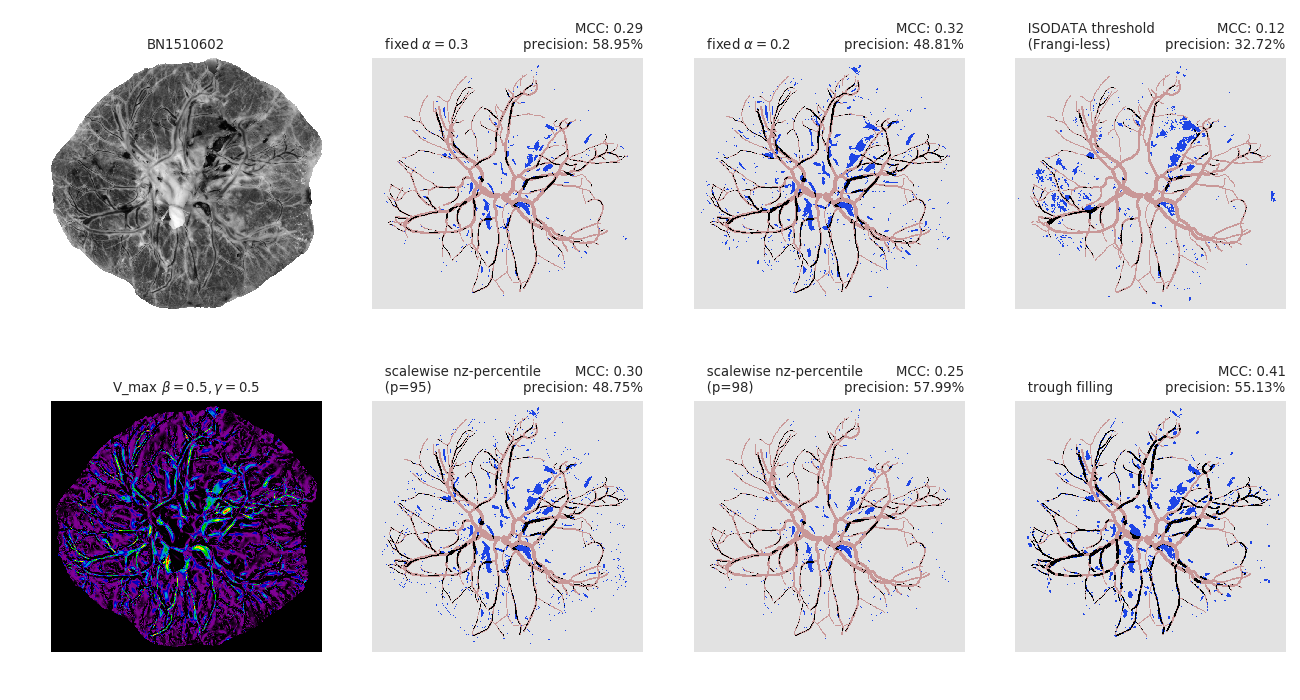 BN1510602
fixed α = 0.3
MCC: 0.29
precision: 58.95%
fixed α = 0.2
MCC: 0.32
precision: 48.81%
ISODATA threshold
(Frangi-less)
MCC: 0.12
precision: 32.72%
V_max β = 0.5, γ = 0.5
scalewise nz-percentile
(p=95)
MCC: 0.30
precision: 48.75%
scalewise nz-percentile
(p=98)
MCC: 0.25
precision: 57.99%
trough filling
MCC: 0.41
precision: 55.13%